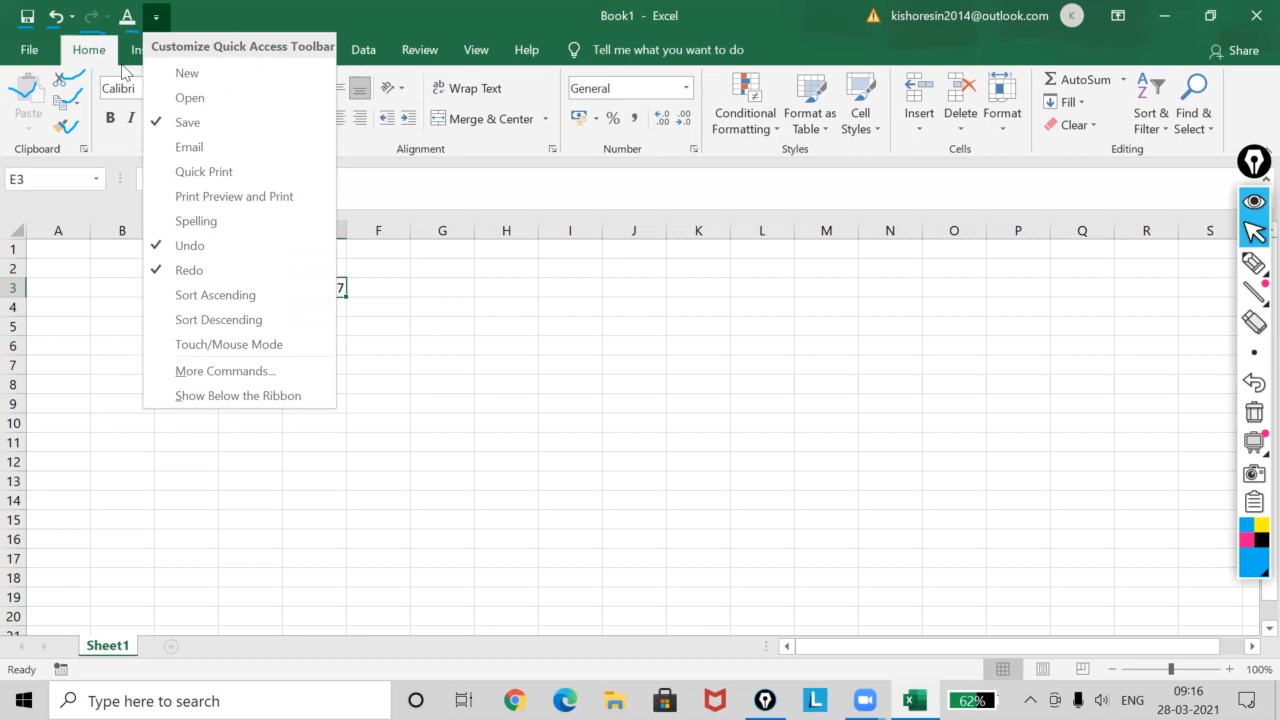 Book1 - Excel
kishoresin2014@outlook.com
K
File
Home
Ins
Data
Review
View
Help
Tell me what you want to do
Share
Customize Quick Access Toolbar
New
Open
Save
Email
Quick Print
Print Preview and Print
Spelling
Undo
Redo
Sort Ascending
Sort Descending
Touch/Mouse Mode
More Commands...
Show Below the Ribbon
Paste
Calibri
B I
Clipboard
Wrap Text
Merge & Center
Alignment
General
% ,
Number
Conditional Formatting
Format as Table
Cell Styles
Styles
Insert
Delete
Format
Cells
AutoSum
Fill
Clear
Sort & Filter
Find & Select
Editing
E3
A B F G H I J K L M N O P Q R S
1
2
3 7
4
5
6
7
8
9
10
11
12
13
14
15
16
17
18
19
20
21
Sheet1
Ready
100%
Type here to search
62%
ENG
09:16
28-03-2021